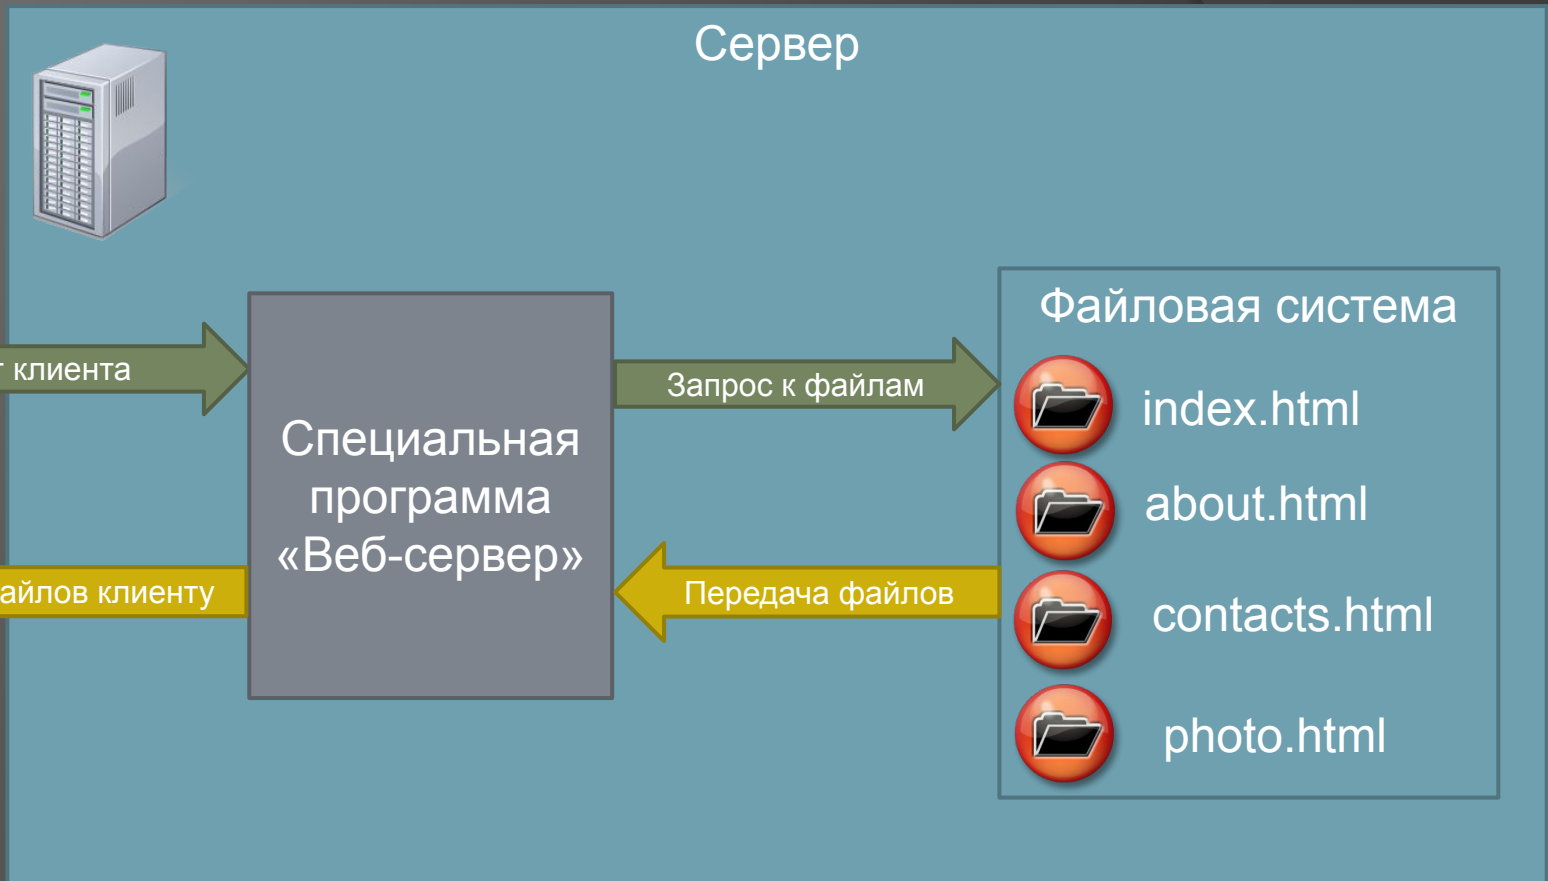 Сервер
Файловая система
клиента
Запрос к файлам
index.html
Специальная
программа
«Веб-сервер»
about.html
клиенту
Передача файлов
contacts.html
photo.html